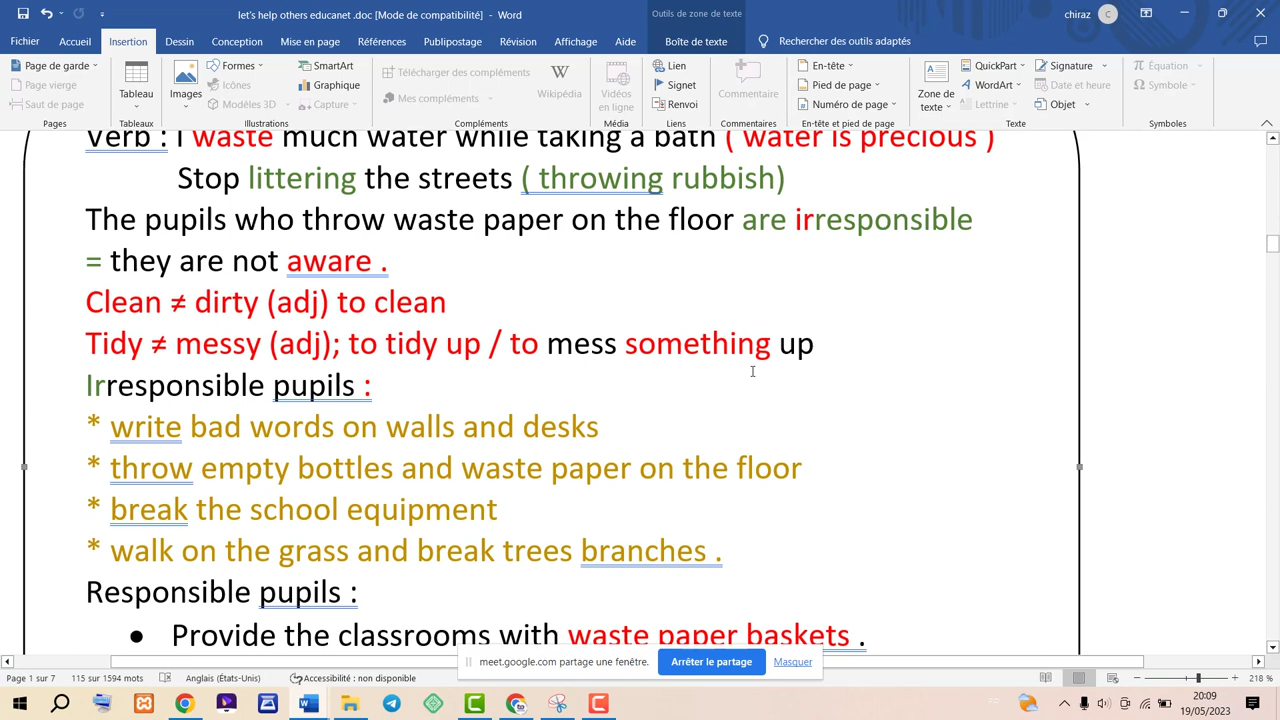 let's help others educanet .doc [Mode de compatibilité] - Word
Outils de zone de texte
chiraz C
Fichier Accueil Insertion Dessin Conception Mise en page Références Publipostage Révision Affichage Aide Boîte de texte Rechercher des outils adaptés
Page de garde
Page vierge
Saut de page
Pages
Tableau
Tableaux
Images
Formes
Icônes
Modèles 3D
SmartArt
Graphique
Capture
Illustrations
Télécharger des compléments
Mes compléments
W
Wikipédia
Compléments
Vidéos en ligne
Média
Lien
Signet
Renvoi
Liens
Commentaire
Commentaires
En-tête
Pied de page
Numéro de page
En-tête et pied de page
Zone de texte
QuickPart
WordArt
Lettrine
Signature
Date et heure
Objet
Texte
Équation
Symbole
Symboles
Verb : I waste much water while taking a bath ( water is precious )
Stop littering the streets ( throwing rubbish)
The pupils who throw waste paper on the floor are irresponsible
= they are not aware .
Clean ≠ dirty (adj) to clean
Tidy ≠ messy (adj); to tidy up / to mess something up
Irresponsible pupils :
* write bad words on walls and desks
* throw empty bottles and waste paper on the floor
* break the school equipment
* walk on the grass and break trees branches .
Responsible pupils :
● Provide the classrooms with waste paper baskets .
meet.google.com partage une fenêtre. Arrêter le partage Masquer
Page 1 sur 7 115 sur 1594 mots Anglais (États-Unis) Accessibilité : non disponible 218 %
20:09
19/05/2023